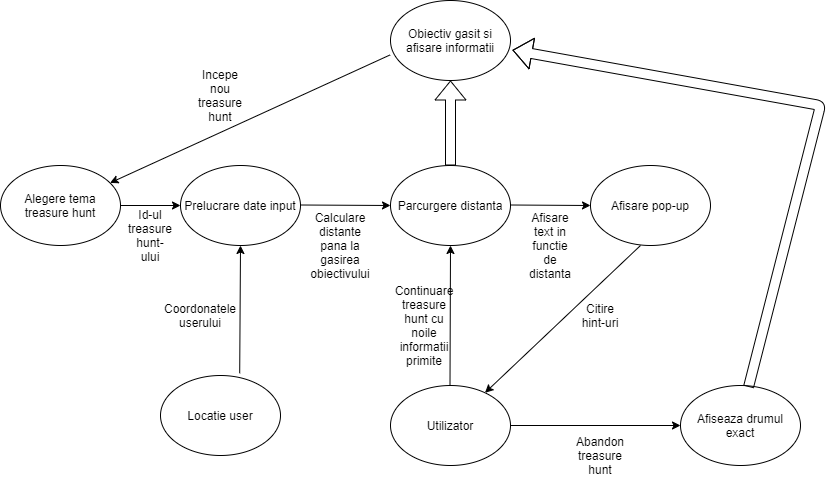 Obiectiv gasit si
afisare informatii
Incepe
nou
treasure
hunt
Alegere tema
treasure hunt
Id-ul
treasure
hunt-
ului
Prelucrare date input
Calculare
distante
pana la
gasirea
obiectivului
Parcurgere distanta
Afisare
text in
functie
de
distanta
Afisare pop-up
Coordonatele
userului
Continuare
treasure
hunt cu
noile
informatii
primite
Citire
hint-uri
Locatie user
Utilizator
Abandon
treasure
hunt
Afiseaza drumul
exact